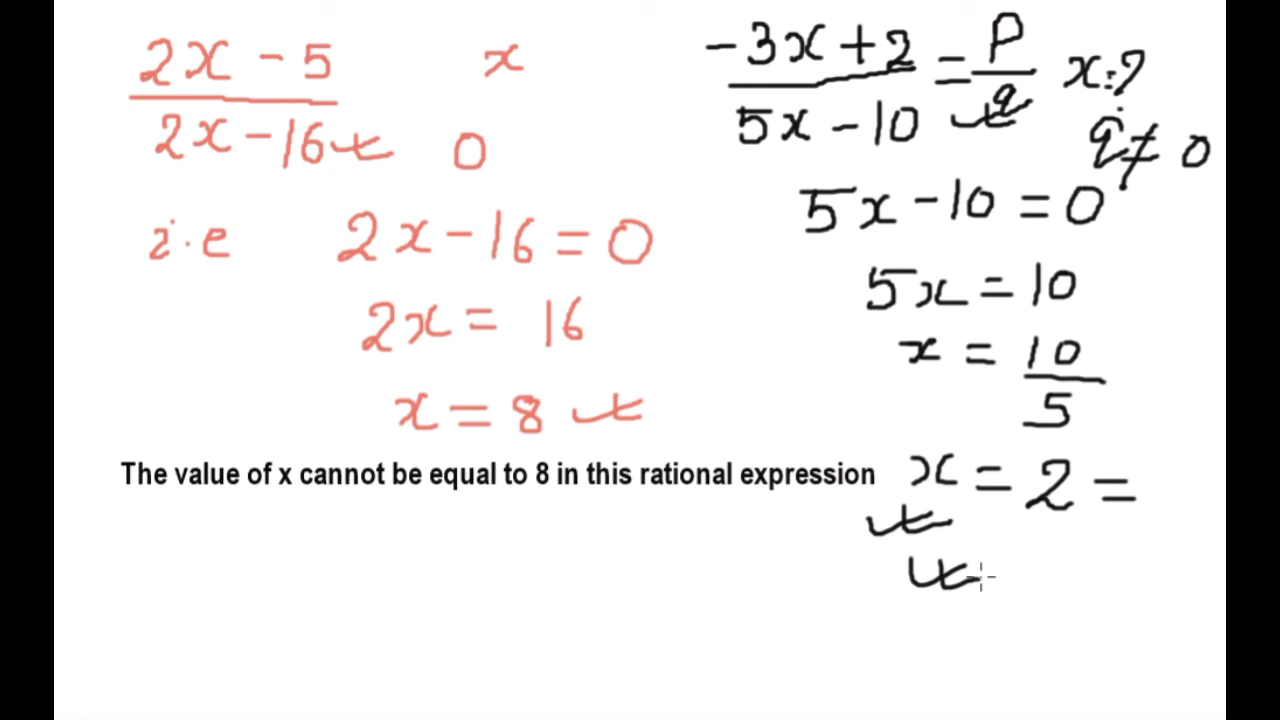 2x - 5
2x - 16
x
0
i.e 2x - 16 = 0
2x = 16
x = 8
The value of x cannot be equal to 8 in this rational expression
-3x + 2 = P
5x - 10 q
x = ?
q ≠ 0
5x - 10 = 0
5x = 10
x = 10
5
x = 2 =